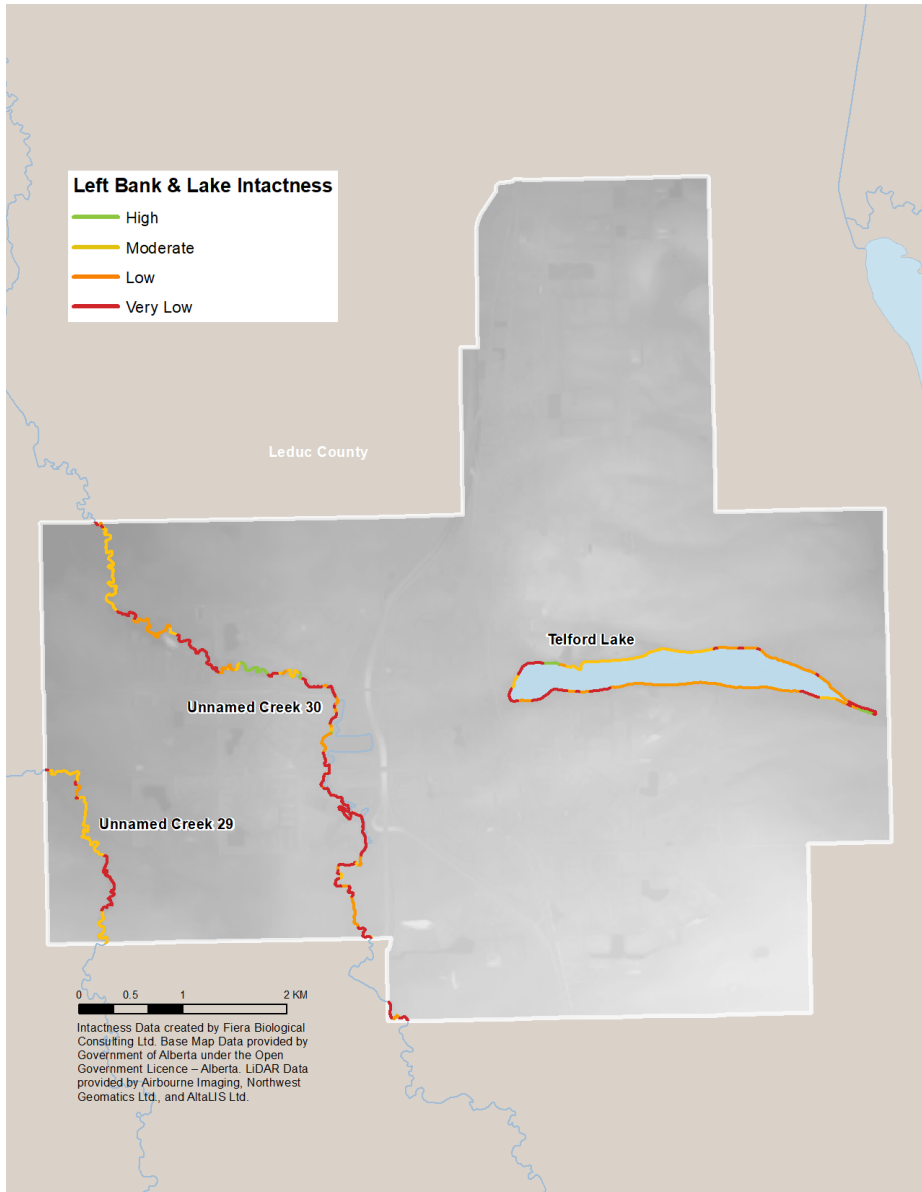 Left Bank & Lake Intactness
High
Moderate
Low
Very Low
Leduc County
Telford Lake
Unnamed Creek 30
Unnamed Creek 29
0 0.5 1 2 KM
Intactness Data created by Fiera Biological
Consulting Ltd. Base Map Data provided by
Government of Alberta under the Open
Government Licence – Alberta. LiDAR Data
provided by Airbourne Imaging, Northwest
Geomatics Ltd., and AltaLIS Ltd.